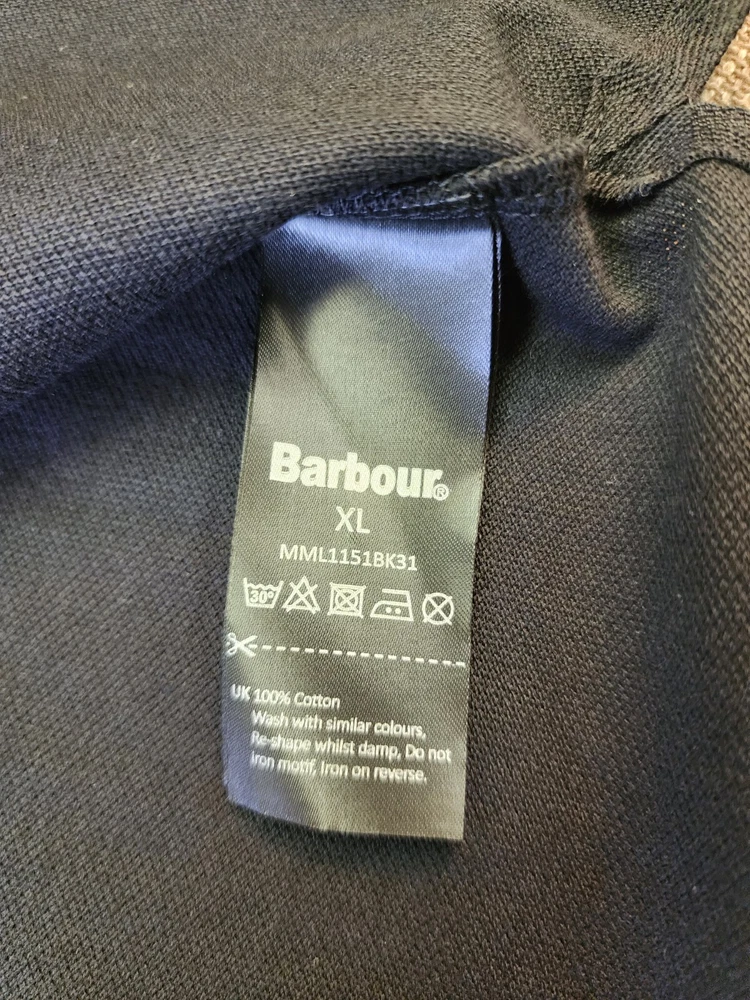 Barbour®
XL
MML1151BK31
30°
UK 100% Cotton
Wash with similar colours,
Re-shape whilst damp, Do not
iron motif, Iron on reverse.